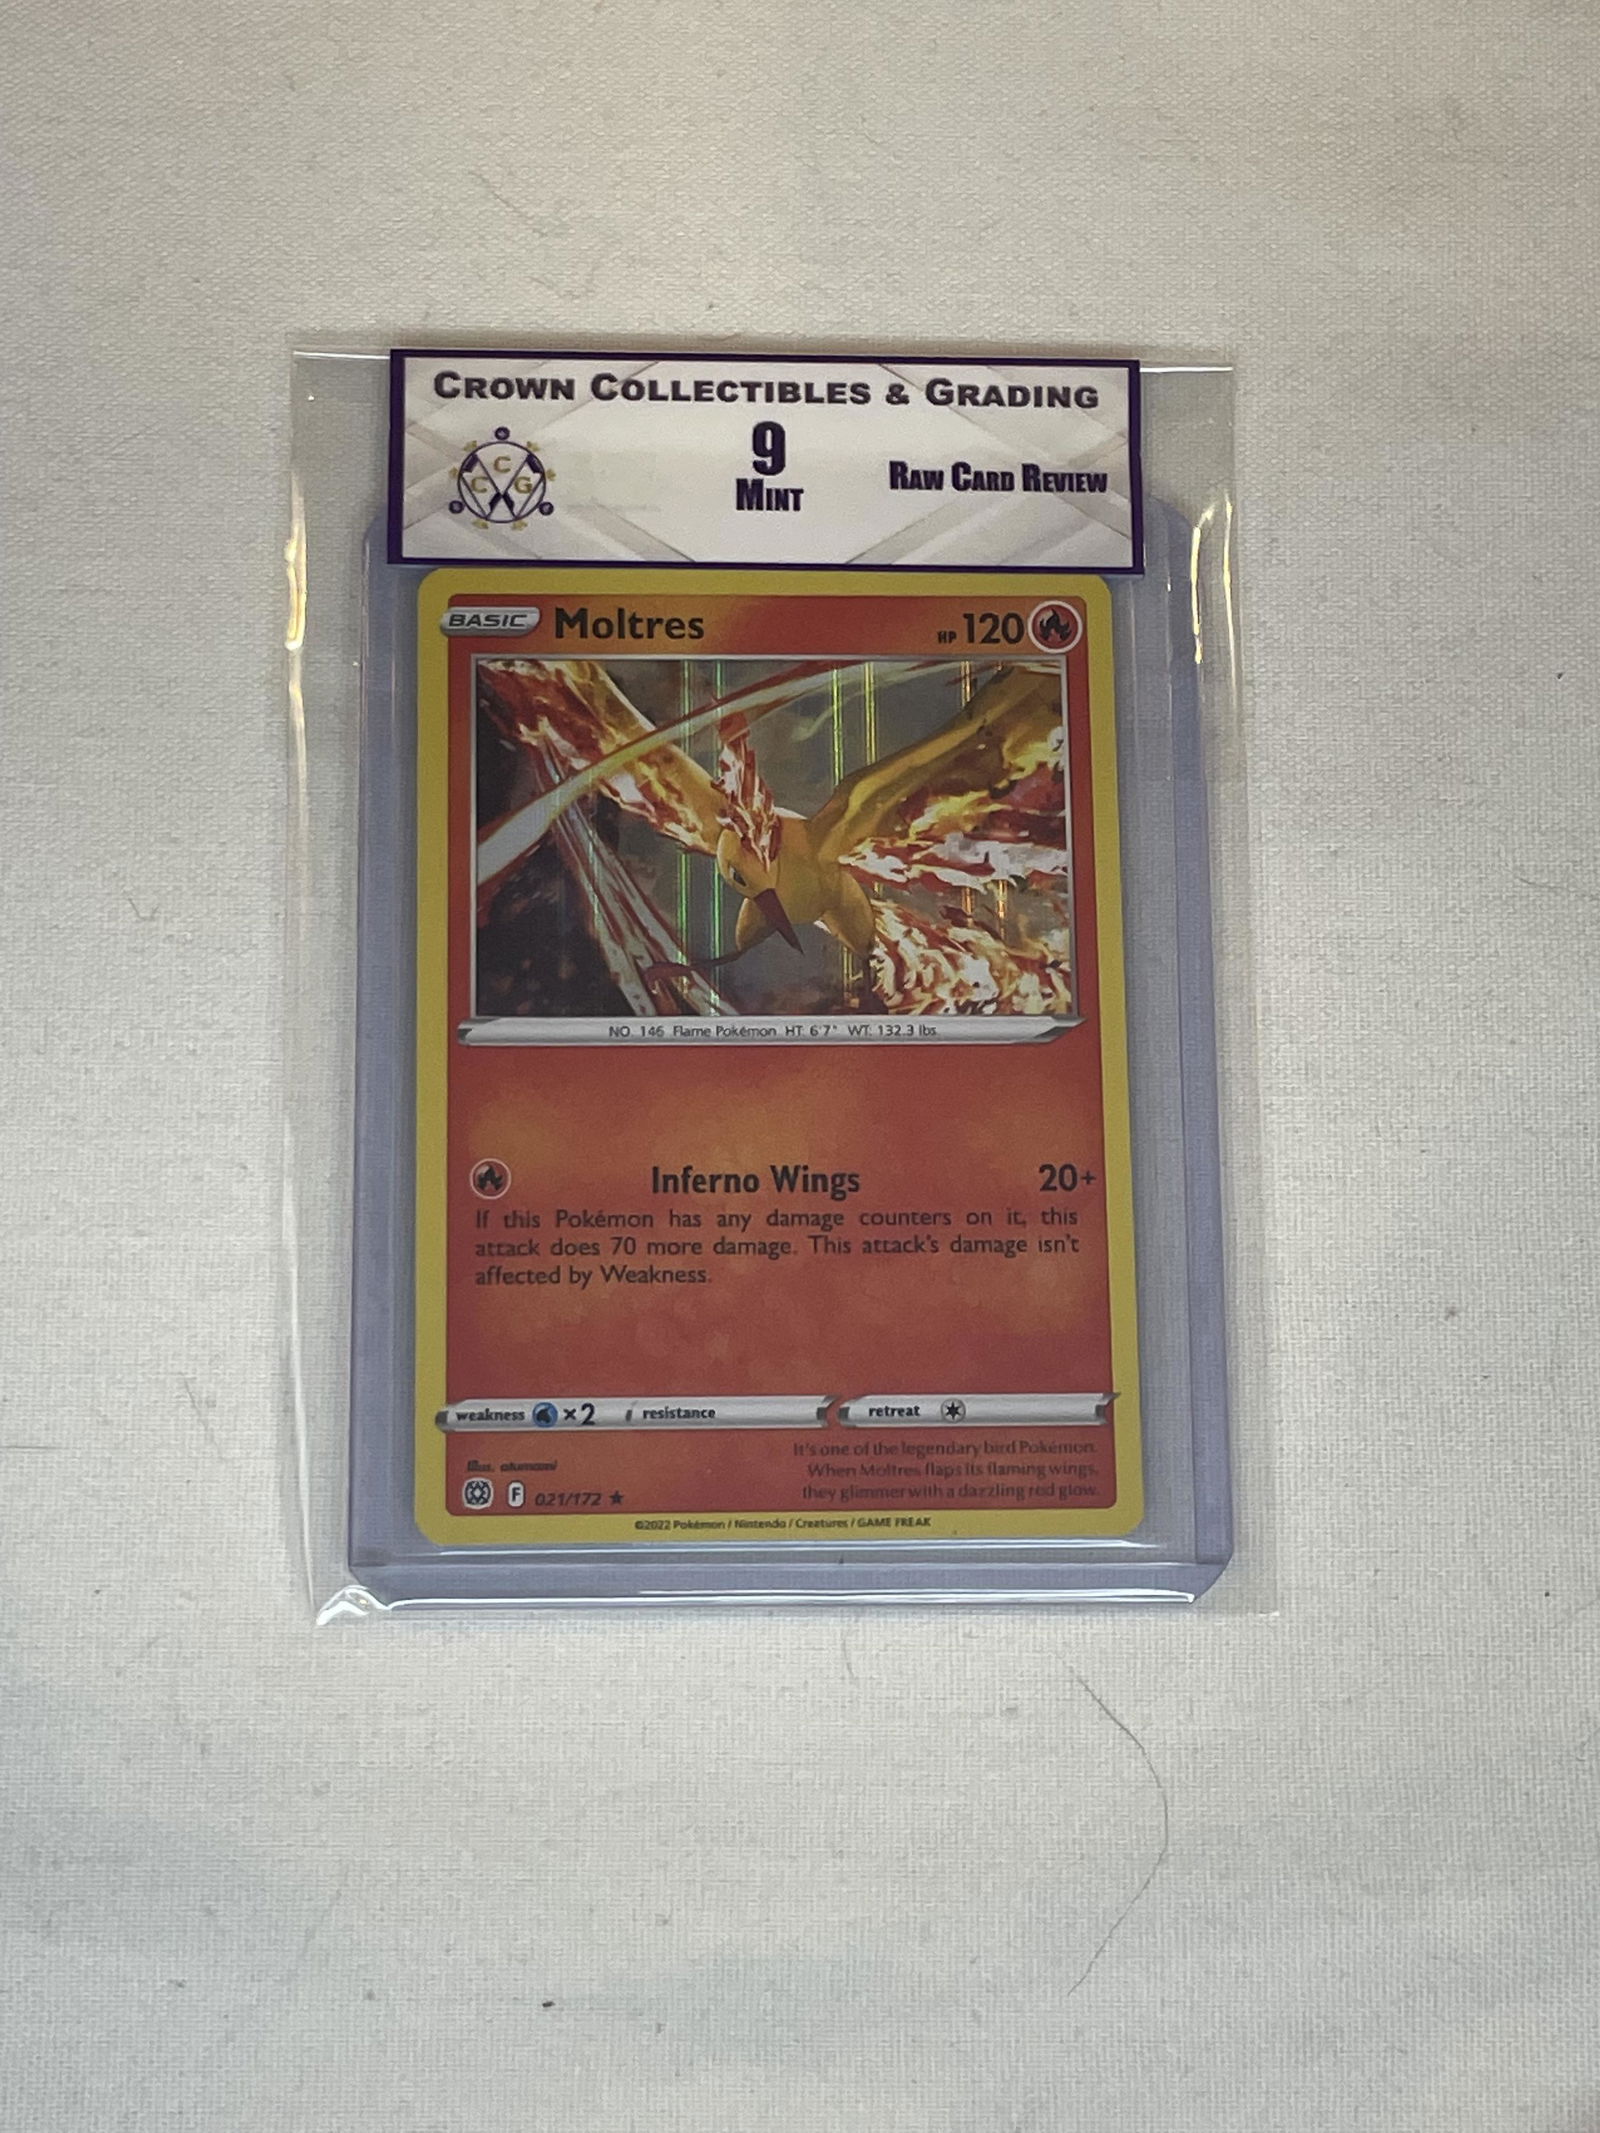 CROWN COLLECTIBLES & GRADING
C
C G
9
MINT
RAW CARD REVIEW
BASIC Moltres HP 120
NO. 146 Flame Pokémon HT: 6'7" WT: 132.3 lbs
Inferno Wings 20+
If this Pokémon has any damage counters on it, this
attack does 70 more damage. This attack's damage isn't
affected by Weakness.
weakness ×2 resistance retreat
It's one of the legendary bird Pokémon.
When Moltres flaps its flaming wings,
they glimmer with a dazzling red glow.
Illus. otumami
F 021/172 ★
©2022 Pokémon / Nintendo / Creatures / GAME FREAK